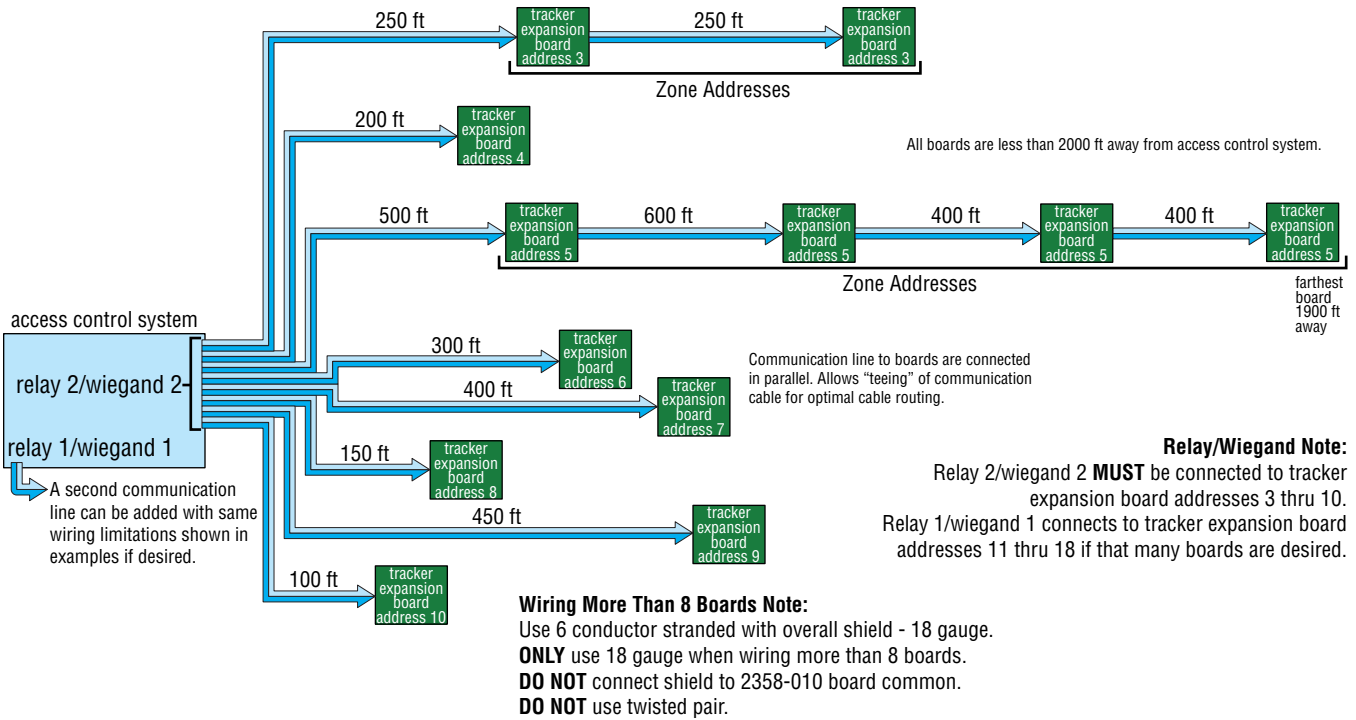 250 ft
tracker
expansion
board
address 3
250 ft
tracker
expansion
board
address 3
Zone Addresses
200 ft
tracker
expansion
board
address 4
All boards are less than 2000 ft away from access control system.
500 ft
tracker
expansion
board
address 5
600 ft
tracker
expansion
board
address 5
400 ft
tracker
expansion
board
address 5
400 ft
tracker
expansion
board
address 5
Zone Addresses
farthest
board
1900 ft
away
access control system
relay 2/wiegand 2
relay 1/wiegand 1
A second communication
line can be added with same
wiring limitations shown in
examples if desired.
300 ft
tracker
expansion
board
address 6
400 ft
tracker
expansion
board
address 7
Communication line to boards are connected
in parallel. Allows “teeing” of communication
cable for optimal cable routing.
150 ft
tracker
expansion
board
address 8
450 ft
tracker
expansion
board
address 9
100 ft
tracker
expansion
board
address 10
Relay/Wiegand Note:
Relay 2/wiegand 2 MUST be connected to tracker
expansion board addresses 3 thru 10.
Relay 1/wiegand 1 connects to tracker expansion board
addresses 11 thru 18 if that many boards are desired.
Wiring More Than 8 Boards Note:
Use 6 conductor stranded with overall shield - 18 gauge.
ONLY use 18 gauge when wiring more than 8 boards.
DO NOT connect shield to 2358-010 board common.
DO NOT use twisted pair.